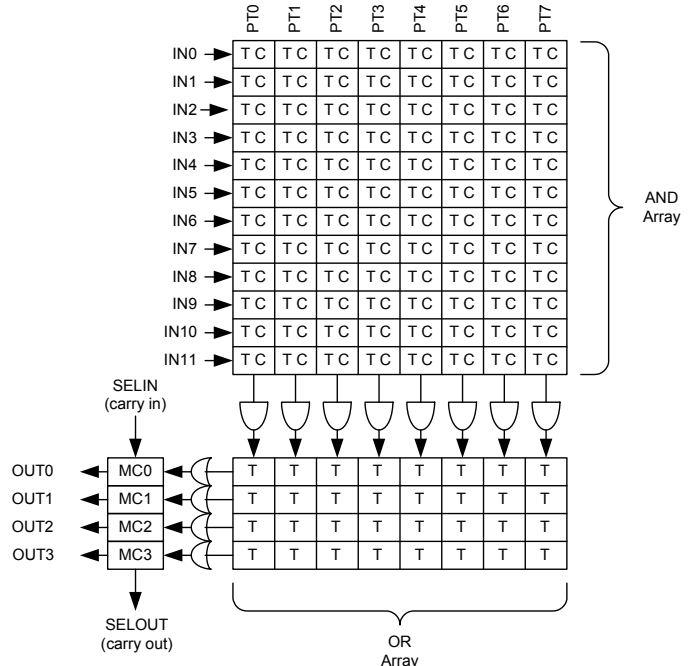 PT0 PT1 PT2 PT3 PT4 PT5 PT6 PT7
IN0 T C T C T C T C T C T C T C T C
IN1 T C T C T C T C T C T C T C T C
IN2 T C T C T C T C T C T C T C T C
IN3 T C T C T C T C T C T C T C T C
IN4 T C T C T C T C T C T C T C T C
IN5 T C T C T C T C T C T C T C T C
IN6 T C T C T C T C T C T C T C T C
IN7 T C T C T C T C T C T C T C T C
IN8 T C T C T C T C T C T C T C T C
IN9 T C T C T C T C T C T C T C T C
IN10 T C T C T C T C T C T C T C T C
IN11 T C T C T C T C T C T C T C T C
AND
Array
SELIN
(carry in)
OUT0 MC0 T T T T T T T T
OUT1 MC1 T T T T T T T T
OUT2 MC2 T T T T T T T T
OUT3 MC3 T T T T T T T T
SELOUT
(carry out)
OR
Array